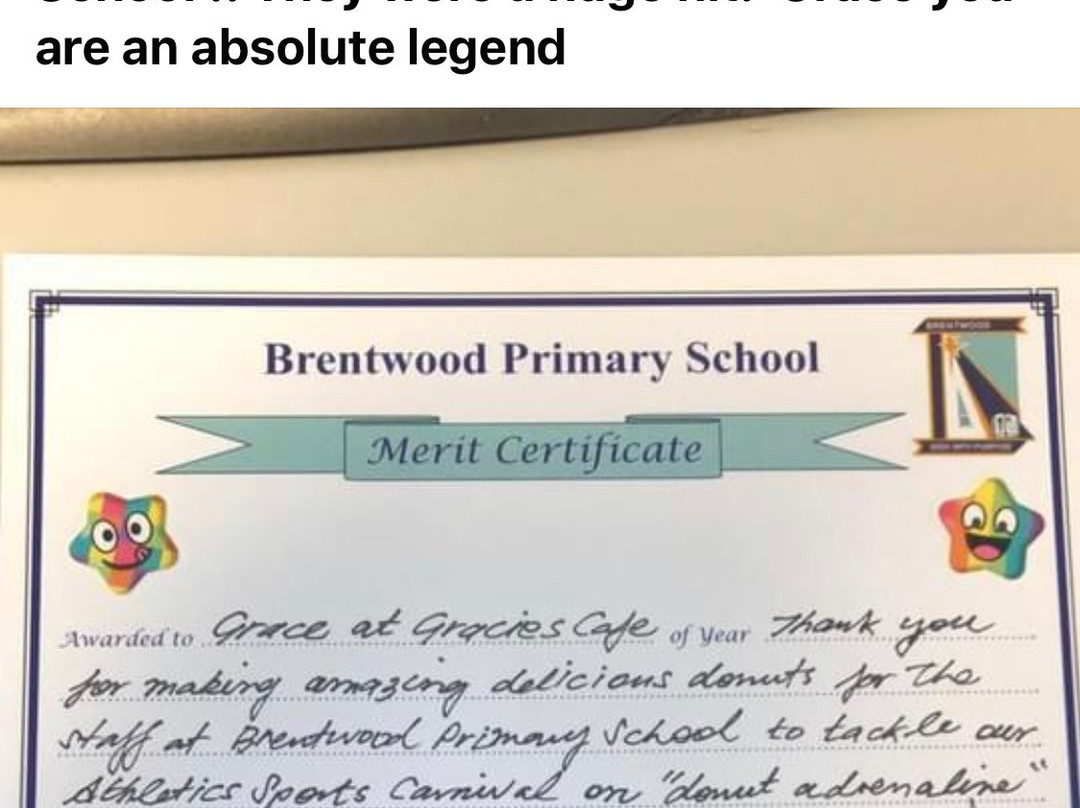 are an absolute legend
Brentwood Primary School
BRENTWOOD
Merit Certificate
Awarded to Grace at Gracies Cafe of Year Thank you
for making amazing delicious donuts for the
staff at Brentwood Primary School to tackle our
Athletics Sports Carnival on "donut adrenaline"